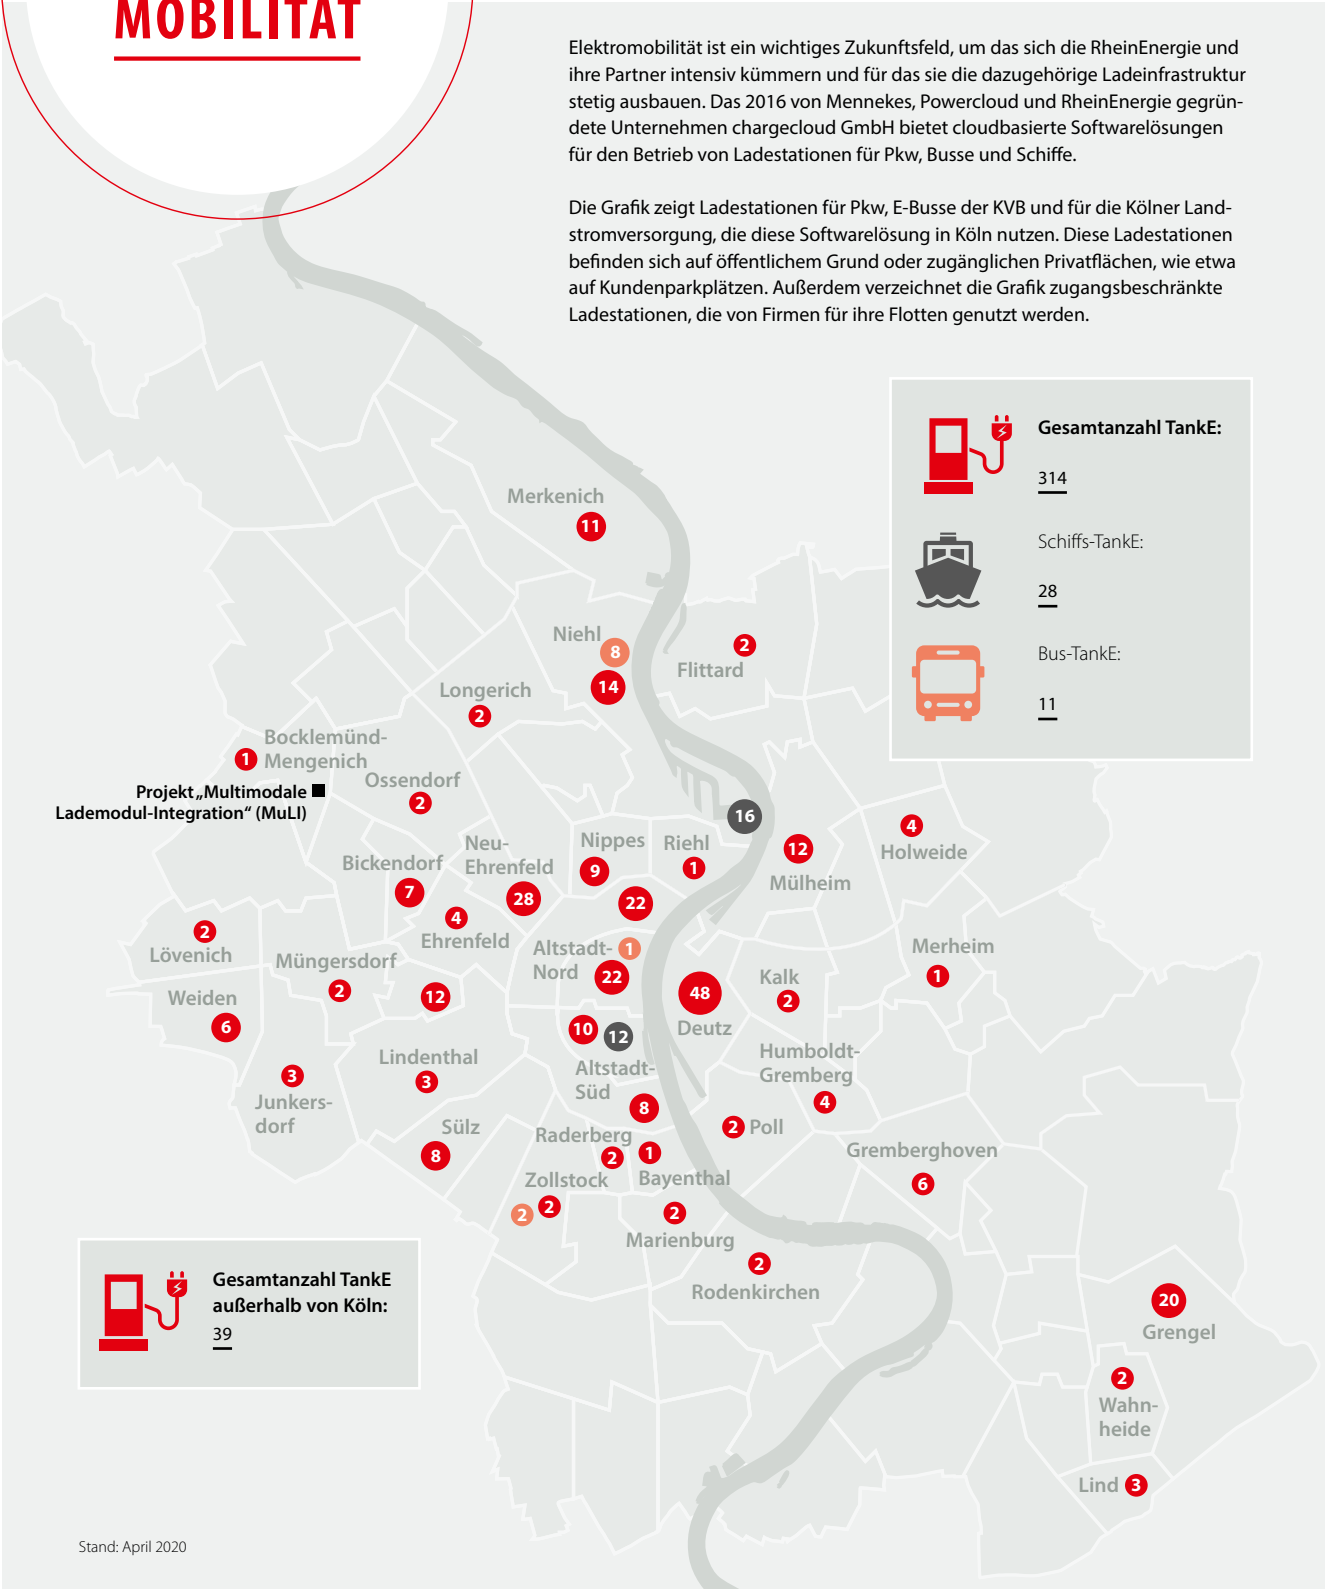 MOBILITÄT
Elektromobilität ist ein wichtiges Zukunftsfeld, um das sich die RheinEnergie und
ihre Partner intensiv kümmern und für das sie die dazugehörige Ladeinfrastruktur
stetig ausbauen. Das 2016 von Mennekes, Powercloud und RheinEnergie gegrün-
dete Unternehmen chargecloud GmbH bietet cloudbasierte Softwarelösungen
für den Betrieb von Ladestationen für Pkw, Busse und Schiffe.
Die Grafik zeigt Ladestationen für Pkw, E-Busse der KVB und für die Kölner Land-
stromversorgung, die diese Softwarelösung in Köln nutzen. Diese Ladestationen
befinden sich auf öffentlichem Grund oder zugänglichen Privatflächen, wie etwa
auf Kundenparkplätzen. Außerdem verzeichnet die Grafik zugangsbeschränkte
Ladestationen, die von Firmen für ihre Flotten genutzt werden.
Gesamtanzahl TankE:
314
Schiffs-TankE:
28
Bus-TankE:
11
Merkenich
11
Niehl
8
14
Flittard
2
Longerich
2
Bocklemünd-
Mengenich
1
Projekt „Multimodale
Lademodul-Integration“ (MuLI)
Ossendorf
2
16
Nippes
9
Riehl
1
12
Mülheim
4
Holweide
Bickendorf
7
Neu-
Ehrenfeld
28
22
4
Ehrenfeld
2
Lövenich
Müngersdorf
2
12
Altstadt-
Nord
1
22
48
Deutz
Kalk
2
Merheim
1
Weiden
6
10
12
Altstadt-
Süd
8
Humboldt-
Gremberg
4
3
Junkers-
dorf
Lindenthal
3
Sülz
8
Raderberg
2
1
Bayenthal
2 Poll
Gremberghoven
6
Zollstock
2
2
2
Marienburg
2
Rodenkirchen
Gesamtanzahl TankE
außerhalb von Köln:
39
20
Grengel
2
Wahn-
heide
Lind 3
Stand: April 2020